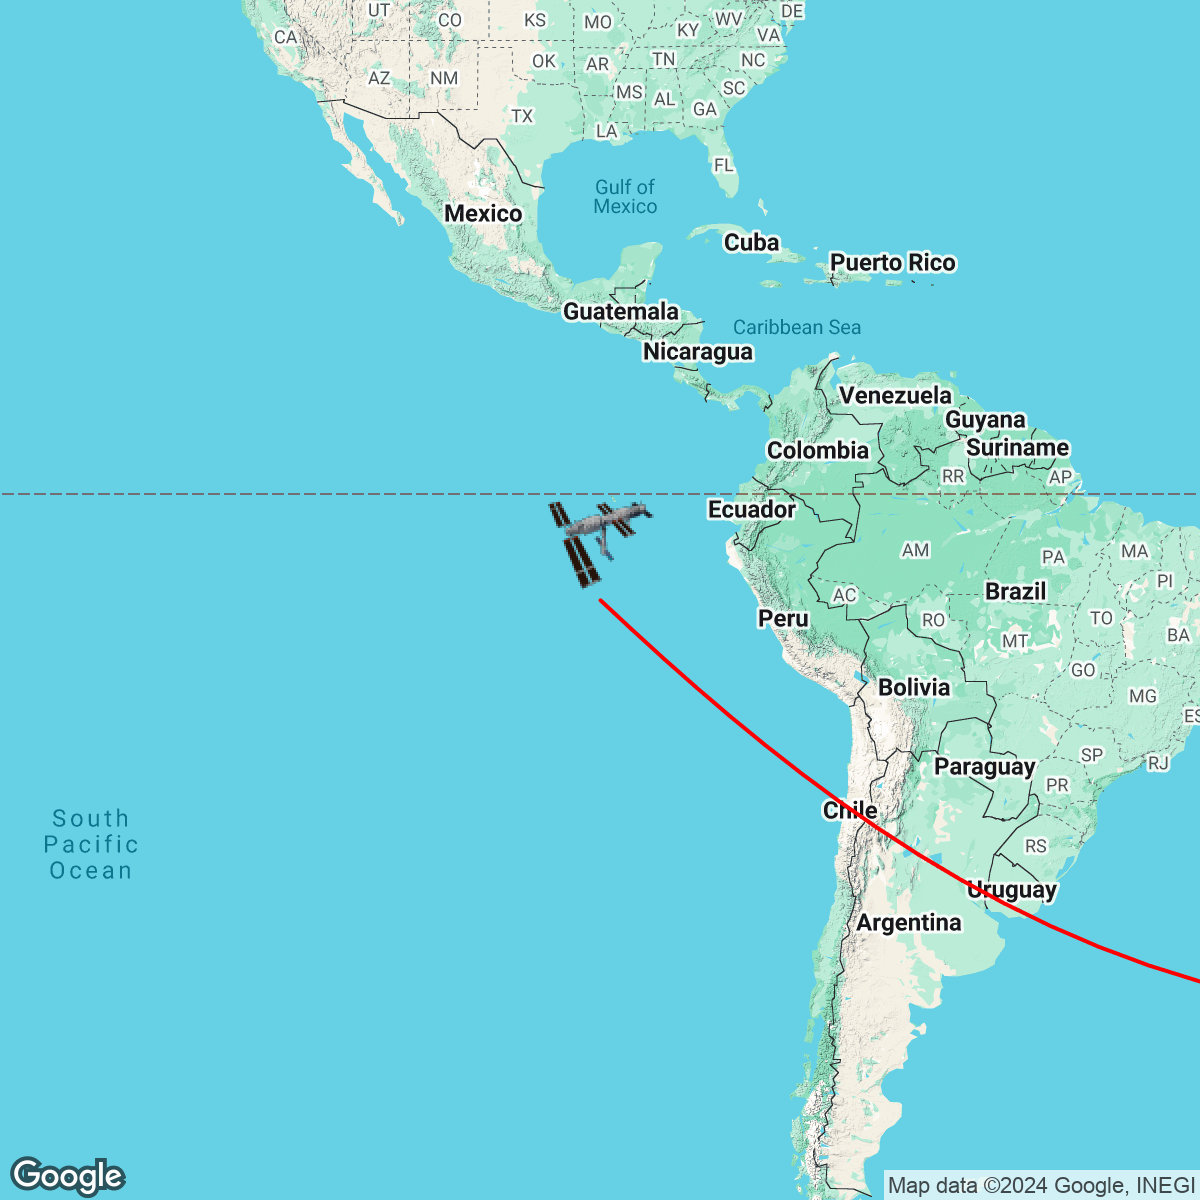 UT
CO
KS
MO
WV
DE
CA
KY
VA
OK
AR
TN
NC
AZ
NM
MS
AL
SC
GA
TX
LA
FL
Gulf of
Mexico
Mexico
Cuba
Puerto Rico
Guatemala
Caribbean Sea
Nicaragua
Venezuela
Guyana
Colombia
Suriname
RR
AP
Ecuador
AM
PA
MA
PI
AC
Brazil
Peru
RO
TO
MT
BA
GO
Bolivia
MG
ES
Paraguay
SP
RJ
PR
Chile
South
Pacific
Ocean
RS
Uruguay
Argentina
Google
Map data ©2024 Google, INEGI